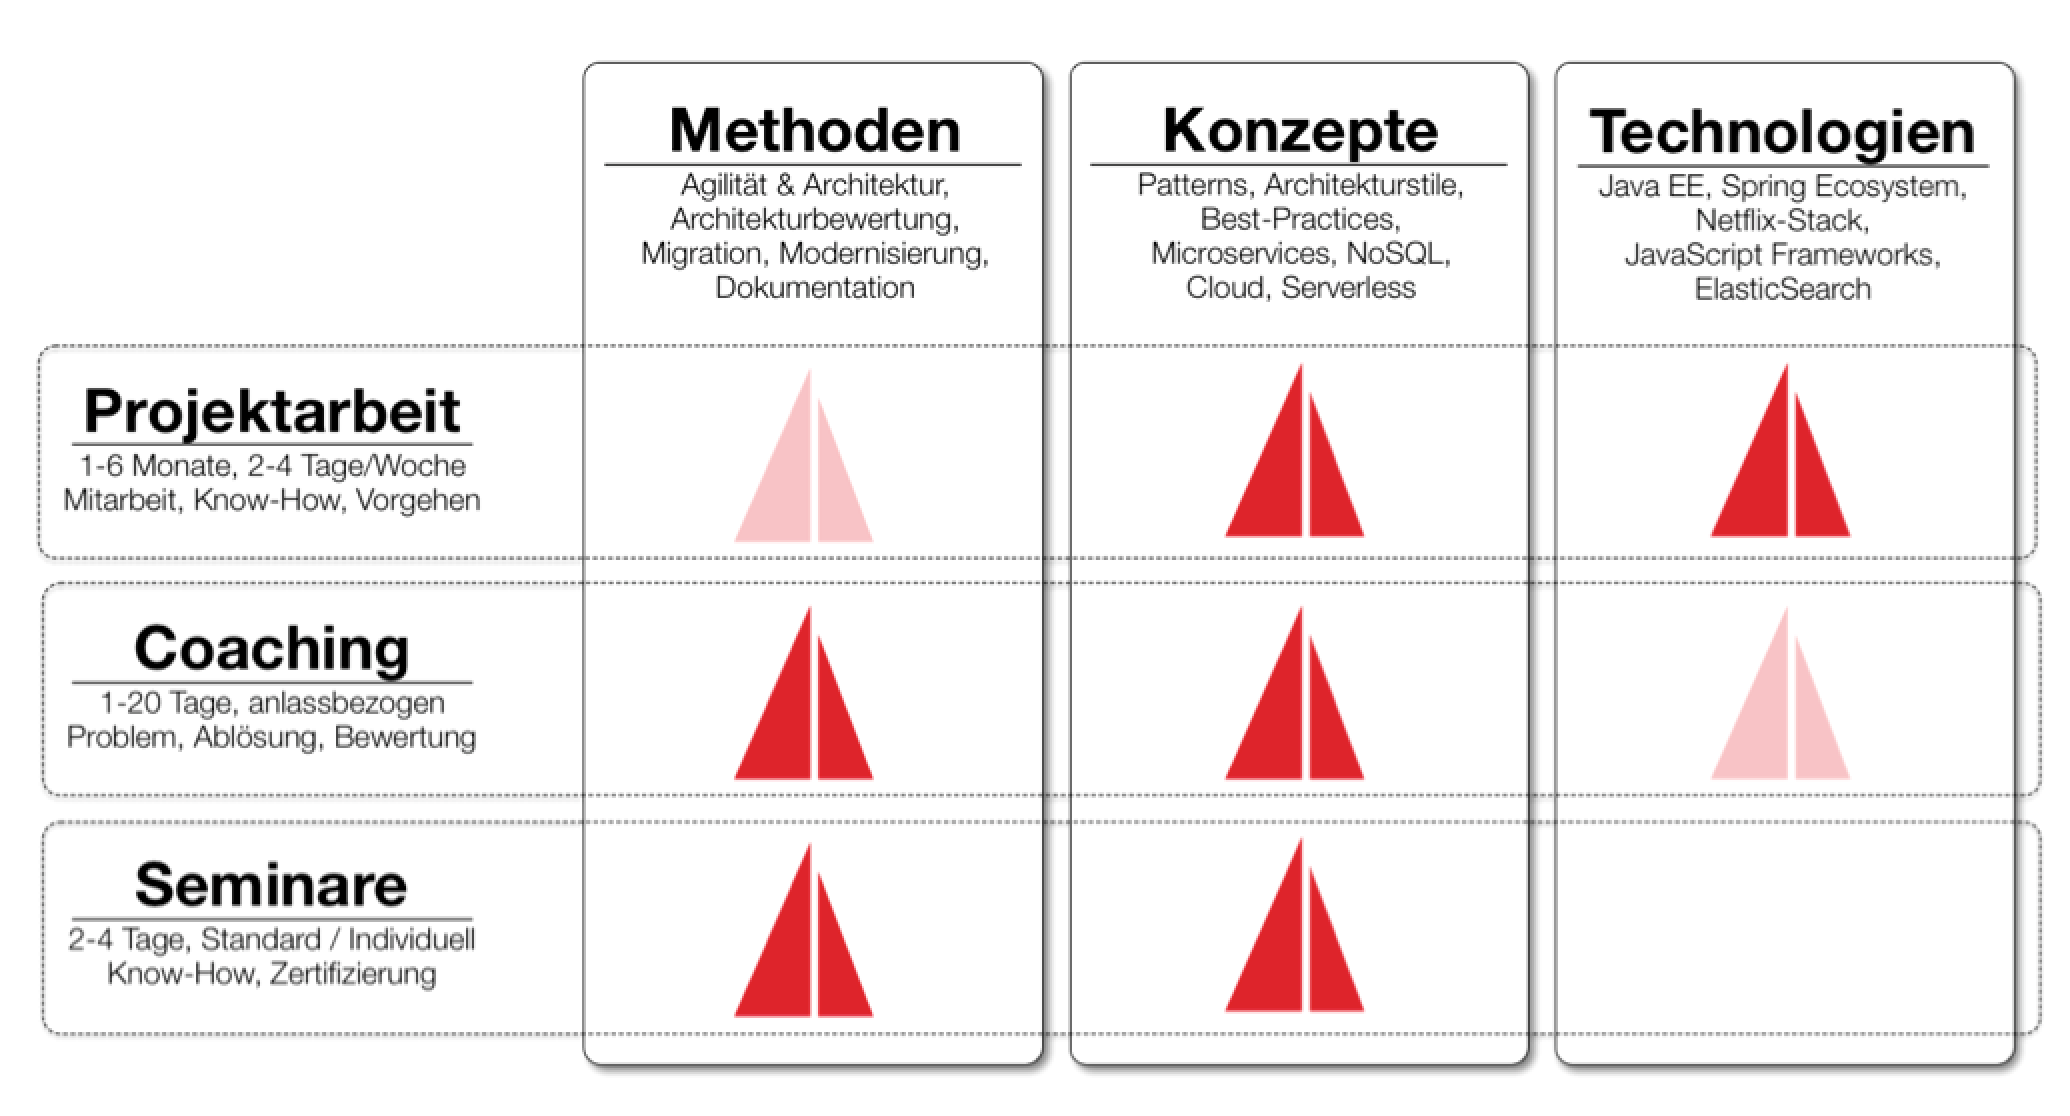 Methoden
Agilität & Architektur,
Architekturbewertung,
Migration, Modernisierung,
Dokumentation
Konzepte
Patterns, Architekturstile,
Best-Practices,
Microservices, NoSQL,
Cloud, Serverless
Technologien
Java EE, Spring Ecosystem,
Netflix-Stack,
JavaScript Frameworks,
ElasticSearch
Projektarbeit
1-6 Monate, 2-4 Tage/Woche
Mitarbeit, Know-How, Vorgehen
Coaching
1-20 Tage, anlassbezogen
Problem, Ablösung, Bewertung
Seminare
2-4 Tage, Standard / Individuell
Know-How, Zertifizierung